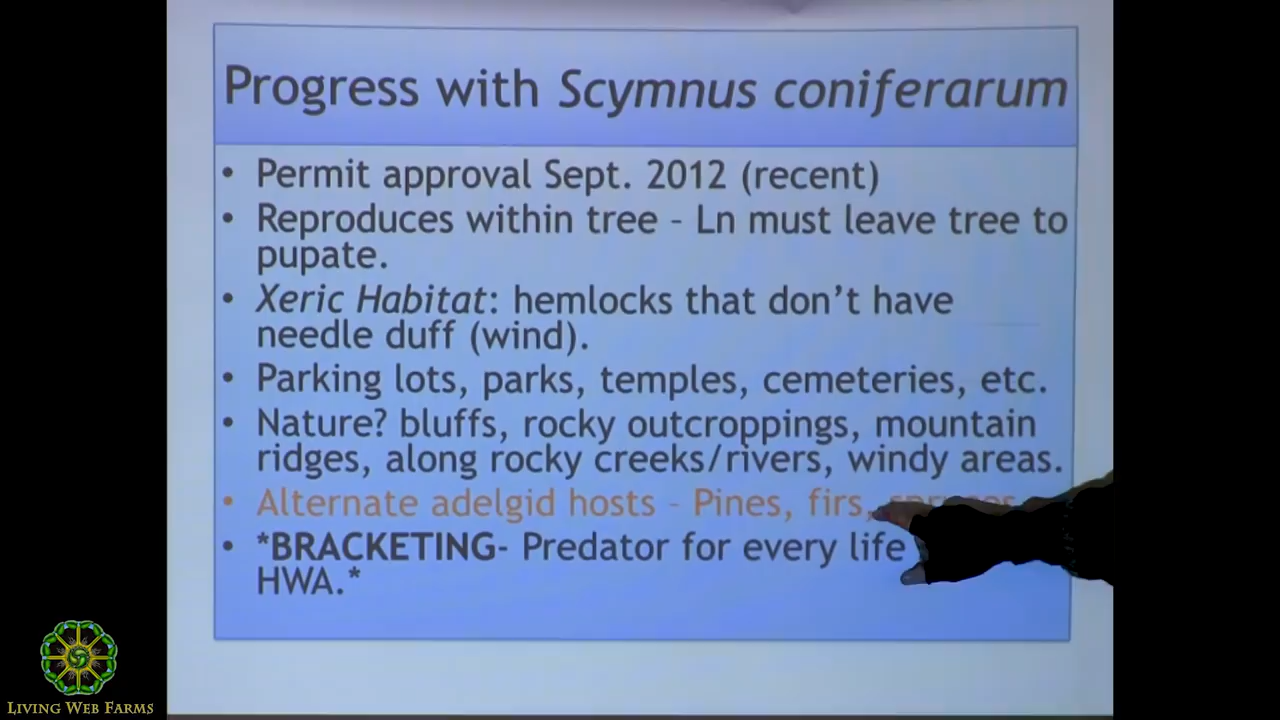 Progress with Scymnus coniferarum
• Permit approval Sept. 2012 (recent)
• Reproduces within tree – Ln must leave tree to
pupate.
• Xeric Habitat: hemlocks that don't have
needle duff (wind).
• Parking lots, parks, temples, cemeteries, etc.
• Nature? bluffs, rocky outcroppings, mountain
ridges, along rocky creeks/rivers, windy areas.
• Alternate adelgid hosts – Pines, firs,
• *BRACKETING- Predator for every life
HWA.*
LIVING WEB FARMS